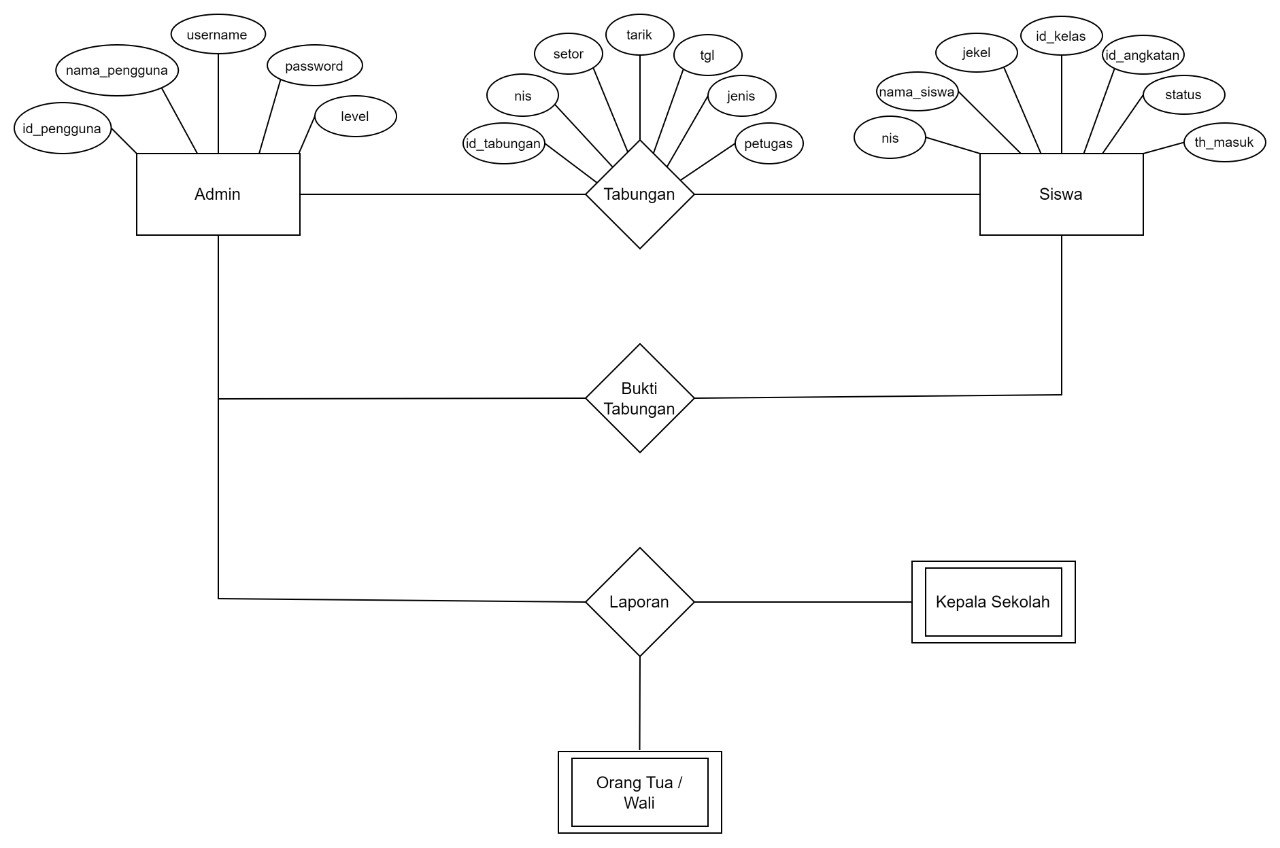 id_pengguna
nama_pengguna
username
password
level
Admin
id_tabungan
nis
setor
tarik
tgl
jenis
petugas
Tabungan
nis
nama_siswa
jekel
id_kelas
id_angkatan
status
th_masuk
Siswa
Bukti
Tabungan
Laporan
Kepala Sekolah
Orang Tua /
Wali